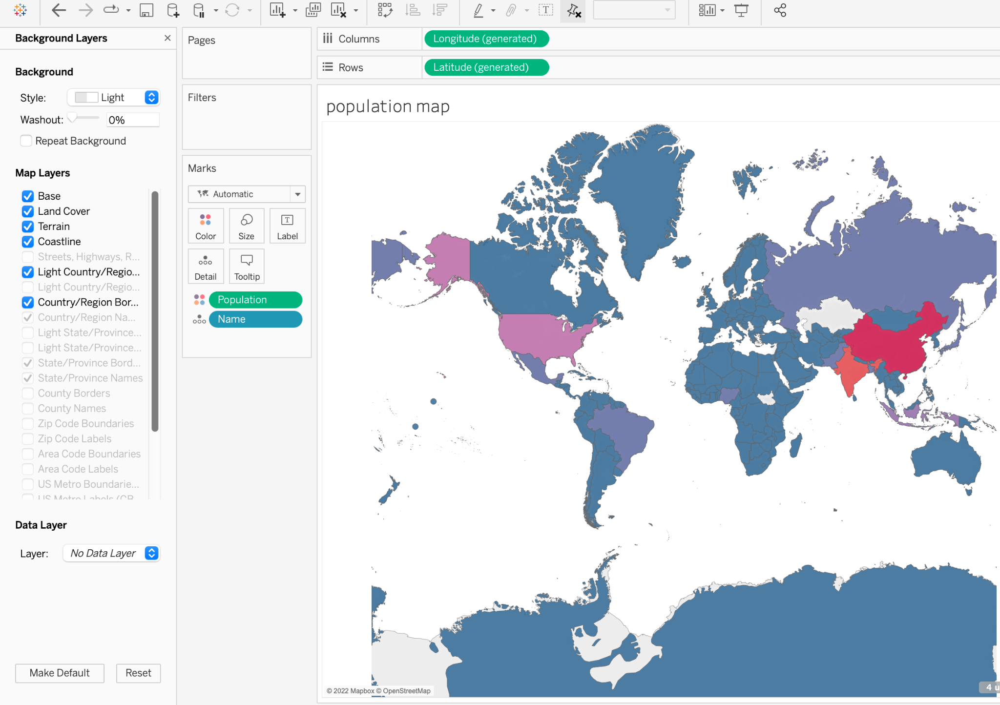 Background Layers
Background
Style:
Light
Washout:
0%
Repeat Background
Map Layers
Base
Land Cover
Terrain
Coastline
Streets, Highways, R...
Light Country/Regio...
Light Country/Regio...
Country/Region Bor...
Country/Region Na...
Light State/Province...
Light State/Province...
State/Province Bord...
State/Province Names
County Borders
County Names
Zip Code Boundaries
Zip Code Labels
Area Code Boundaries
Area Code Labels
US Metro Boundarie...
US Metro Labels (CB
Data Layer
Layer:
No Data Layer
Make Default
Reset
Pages
Filters
Marks
Automatic
Color
Size
T
Label
Detail
Tooltip
Population
Name
T
Columns
Longitude (generated)
Rows
Latitude (generated)
population map
© 2022 Mapbox © OpenStreetMap
4 u